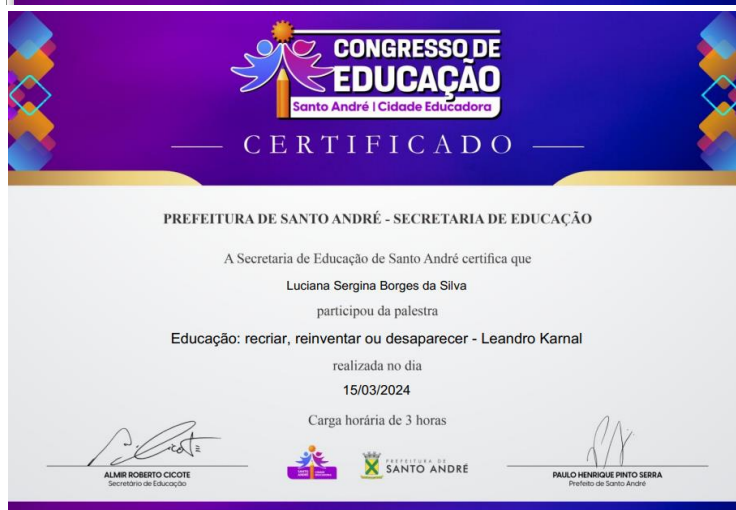 CONGRESSO DE
EDUCAÇÃO
Santo André | Cidade Educadora
CERTIFICADO
PREFEITURA DE SANTO ANDRÉ - SECRETARIA DE EDUCAÇÃO
A Secretaria de Educação de Santo André certifica que
Luciana Sergina Borges da Silva
participou da palestra
Educação: recriar, reinventar ou desaparecer - Leandro Karnal
realizada no dia
15/03/2024
Carga horária de 3 horas
ALMIR ROBERTO CICOTE
Secretário de Educação
PREFEITURA DE
SANTO ANDRÉ
PAULO HENRIQUE PINTO SERRA
Prefeito de Santo André